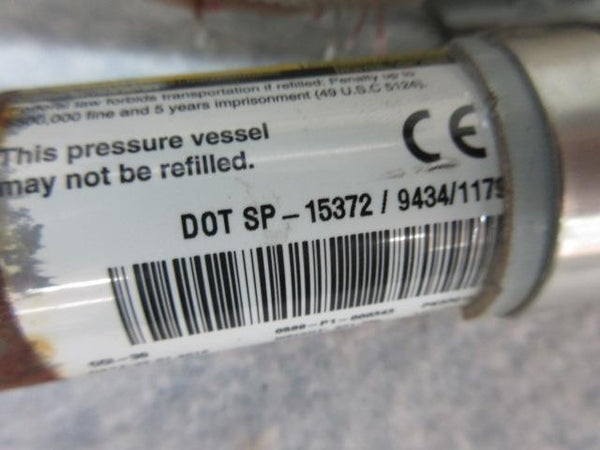 law forbids transportation if refilled. Penalty up to
fine and 5 years imprisonment (49 U.S.C 5124).
This pressure vessel
may not be refilled.
CE
DOT SP – 15372 / 9434/1179